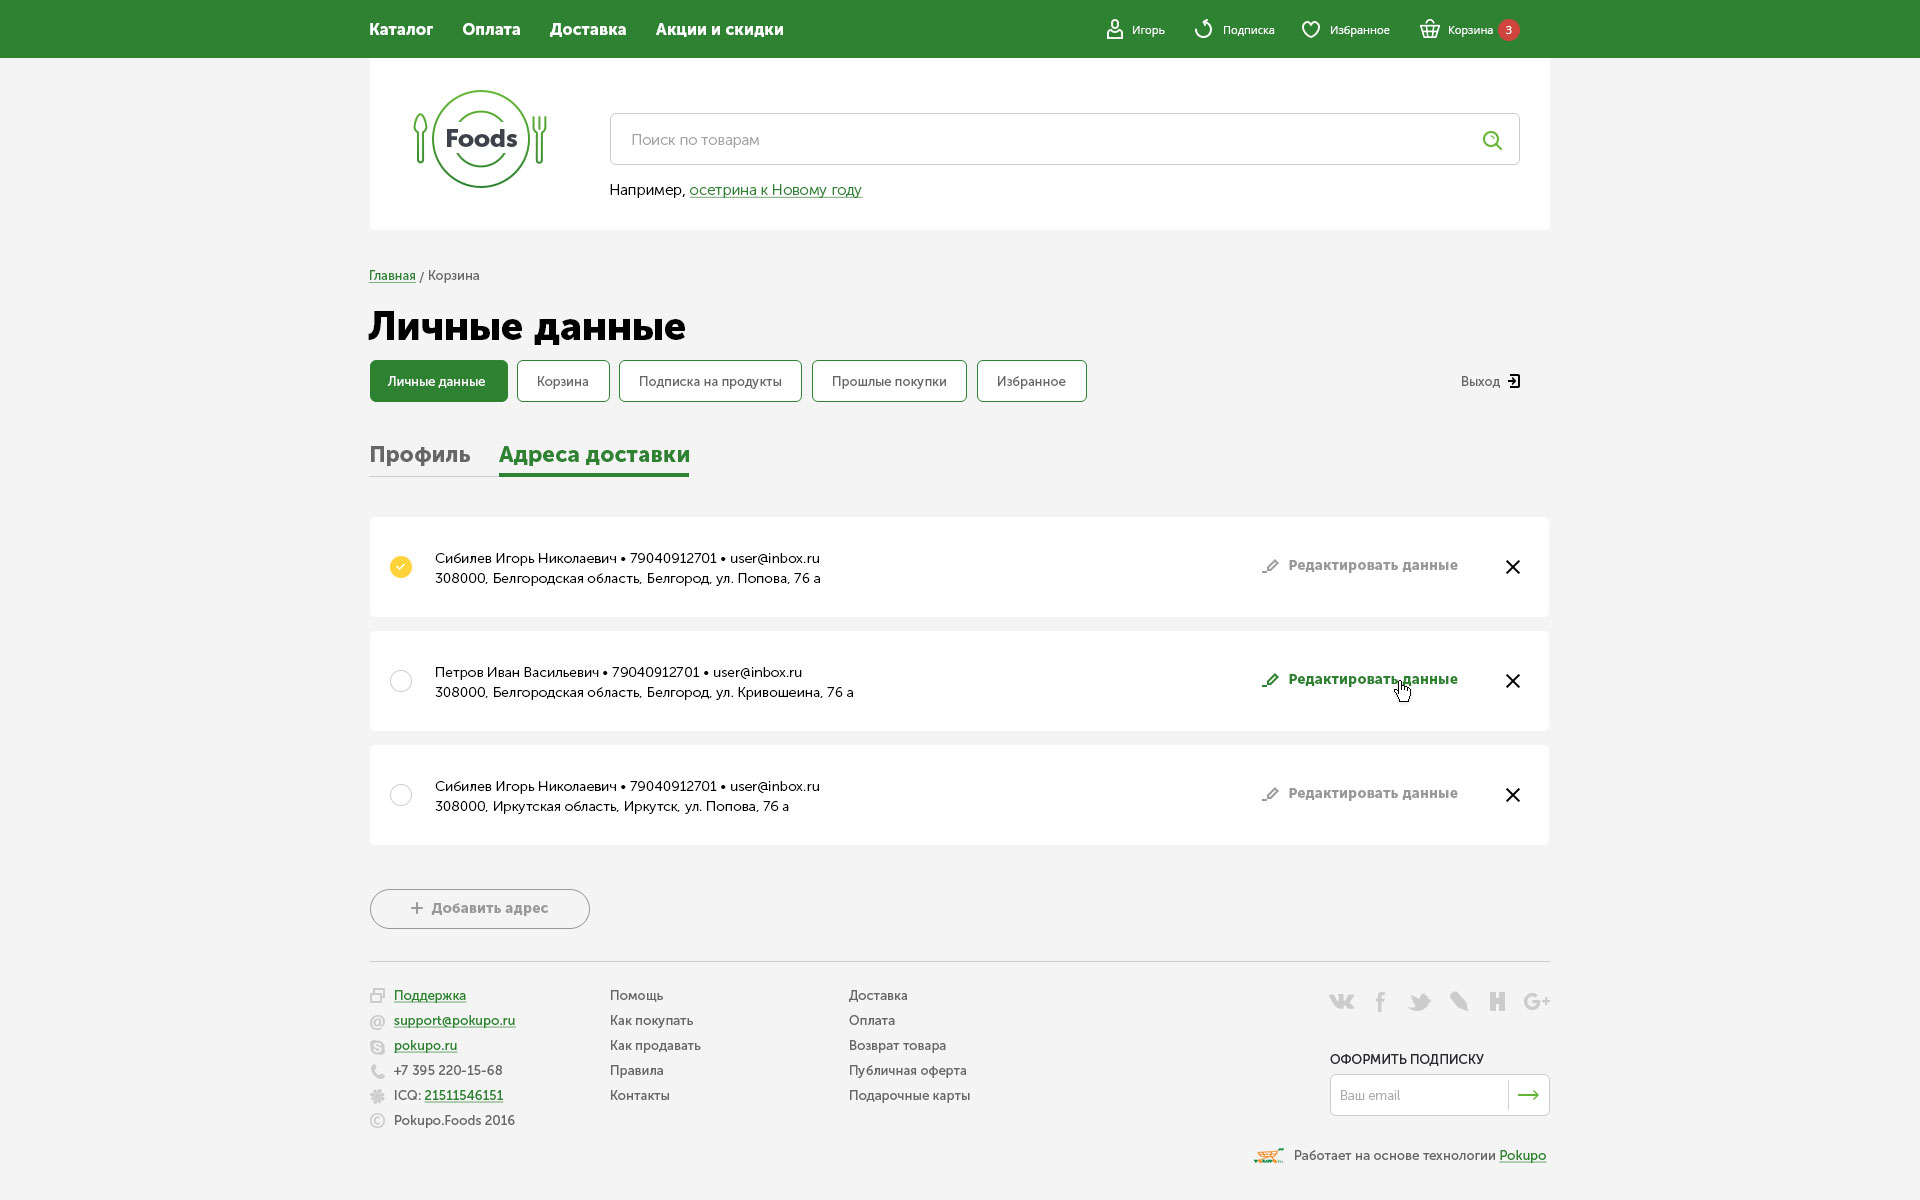 Каталог Оплата Доставка Акции и скидки Игорь Подписка Избранное Корзина 3
Foods
Поиск по товарам
Например, осетрина к Новому году
Главная / Корзина
Личные данные
Личные данные Корзина Подписка на продукты Прошлые покупки Избранное Выход
Профиль Адреса доставки
Сибилев Игорь Николаевич • 79040912701 • user@inbox.ru
308000, Белгородская область, Белгород, ул. Попова, 76 а
Редактировать данные
Петров Иван Васильевич • 79040912701 • user@inbox.ru
308000, Белгородская область, Белгород, ул. Кривошеина, 76 а
Редактировать данные
Сибилев Игорь Николаевич • 79040912701 • user@inbox.ru
308000, Иркутская область, Иркутск, ул. Попова, 76 а
Редактировать данные
+ Добавить адрес
Поддержка
support@pokupo.ru
pokupo.ru
+7 395 220-15-68
ICQ: 21511546151
© Pokupo.Foods 2016
Помощь
Как покупать
Как продавать
Правила
Контакты
Доставка
Оплата
Возврат товара
Публичная оферта
Подарочные карты
ОФОРМИТЬ ПОДПИСКУ
Ваш email
Работает на основе технологии Pokupo